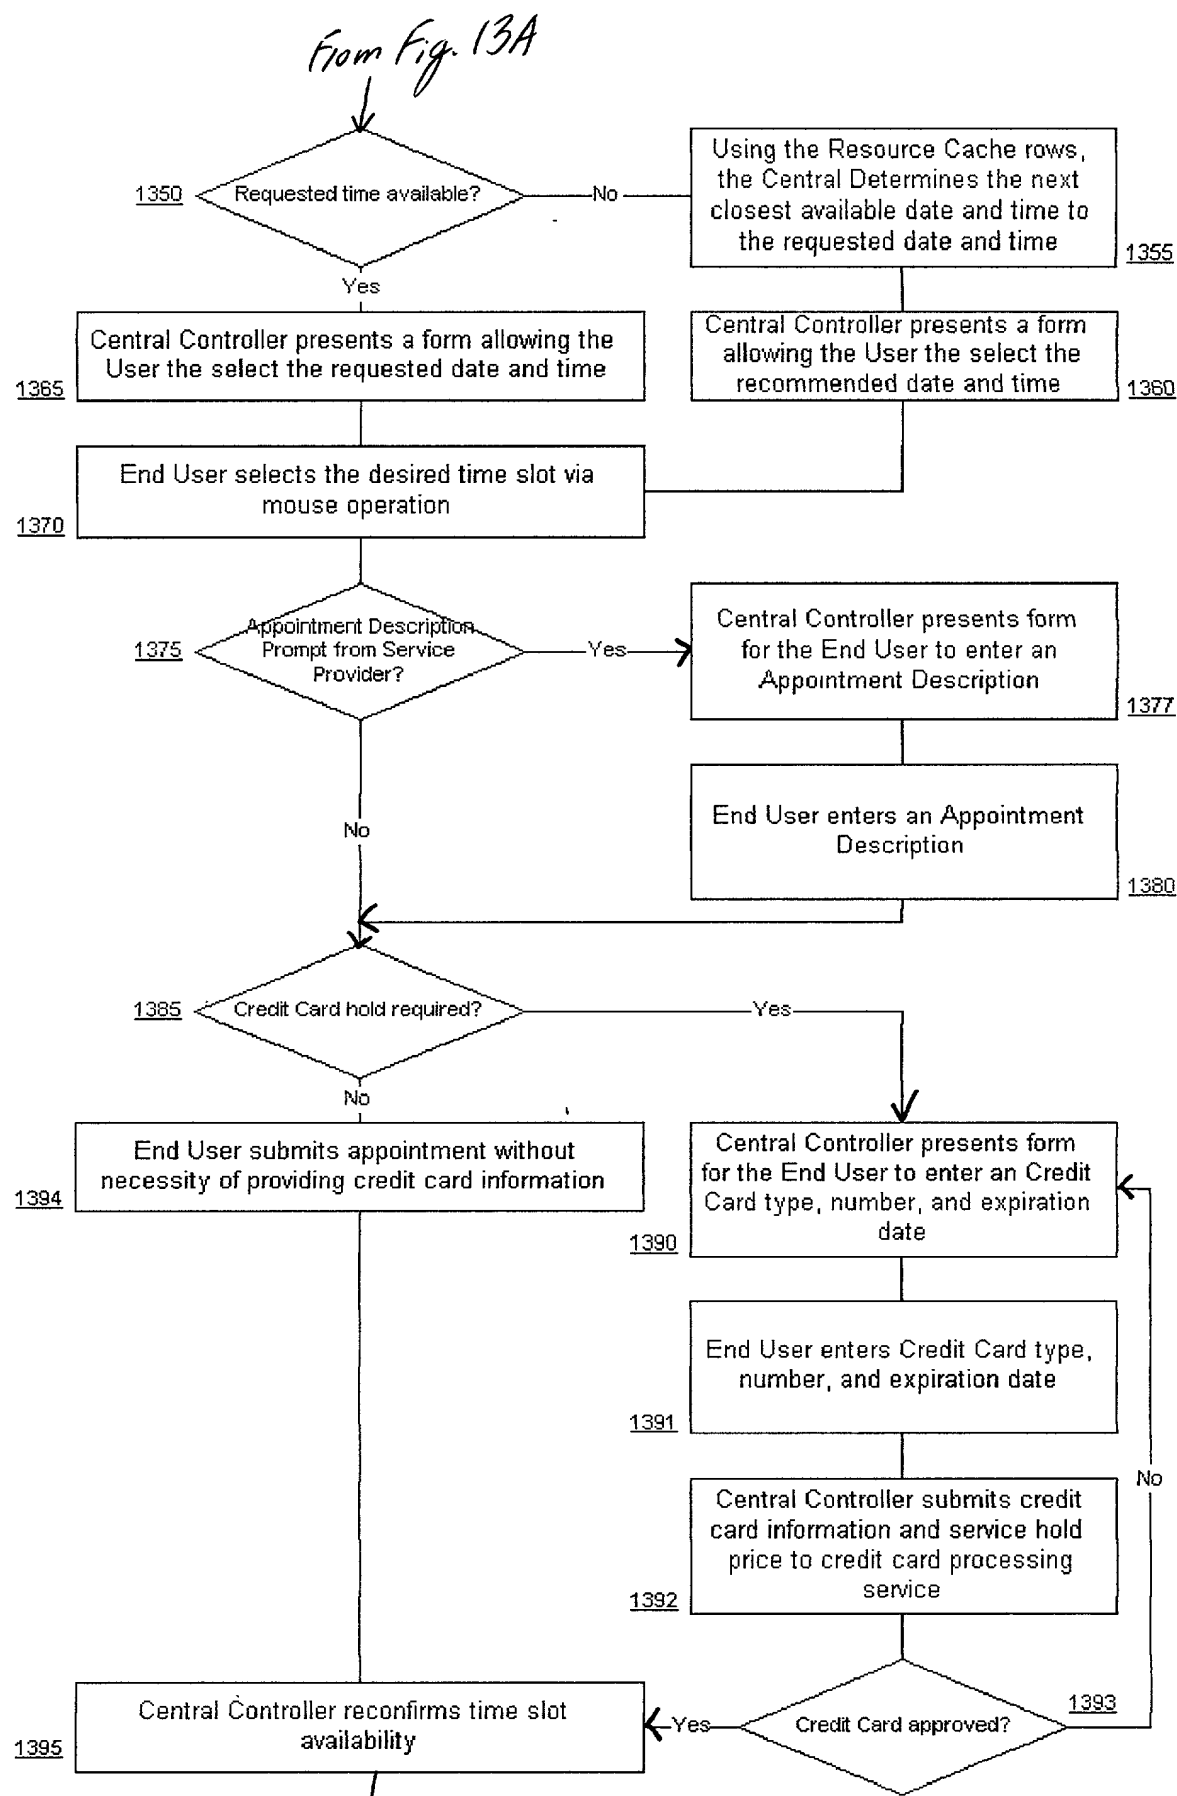 From Fig. 13A
1350
Requested time available?
No
Using the Resource Cache rows,
the Central Determines the next
closest available date and time to
the requested date and time
1355
Yes
Central Controller presents a form allowing the
User the select the requested date and time
1365
Central Controller presents a form
allowing the User the select the
recommended date and time
1360
End User selects the desired time slot via
mouse operation
1370
1375
Appointment Description
Prompt from Service
Provider?
Yes
Central Controller presents form
for the End User to enter an
Appointment Description
1377
No
End User enters an Appointment
Description
1380
1385
Credit Card hold required?
Yes
No
End User submits appointment without
necessity of providing credit card information
1394
Central Controller presents form
for the End User to enter an Credit
Card type, number, and expiration
date
1390
End User enters Credit Card type,
number, and expiration date
1391
No
Central Controller submits credit
card information and service hold
price to credit card processing
service
1392
Central Controller reconfirms time slot
availability
1395
Yes
Credit Card approved?
1393